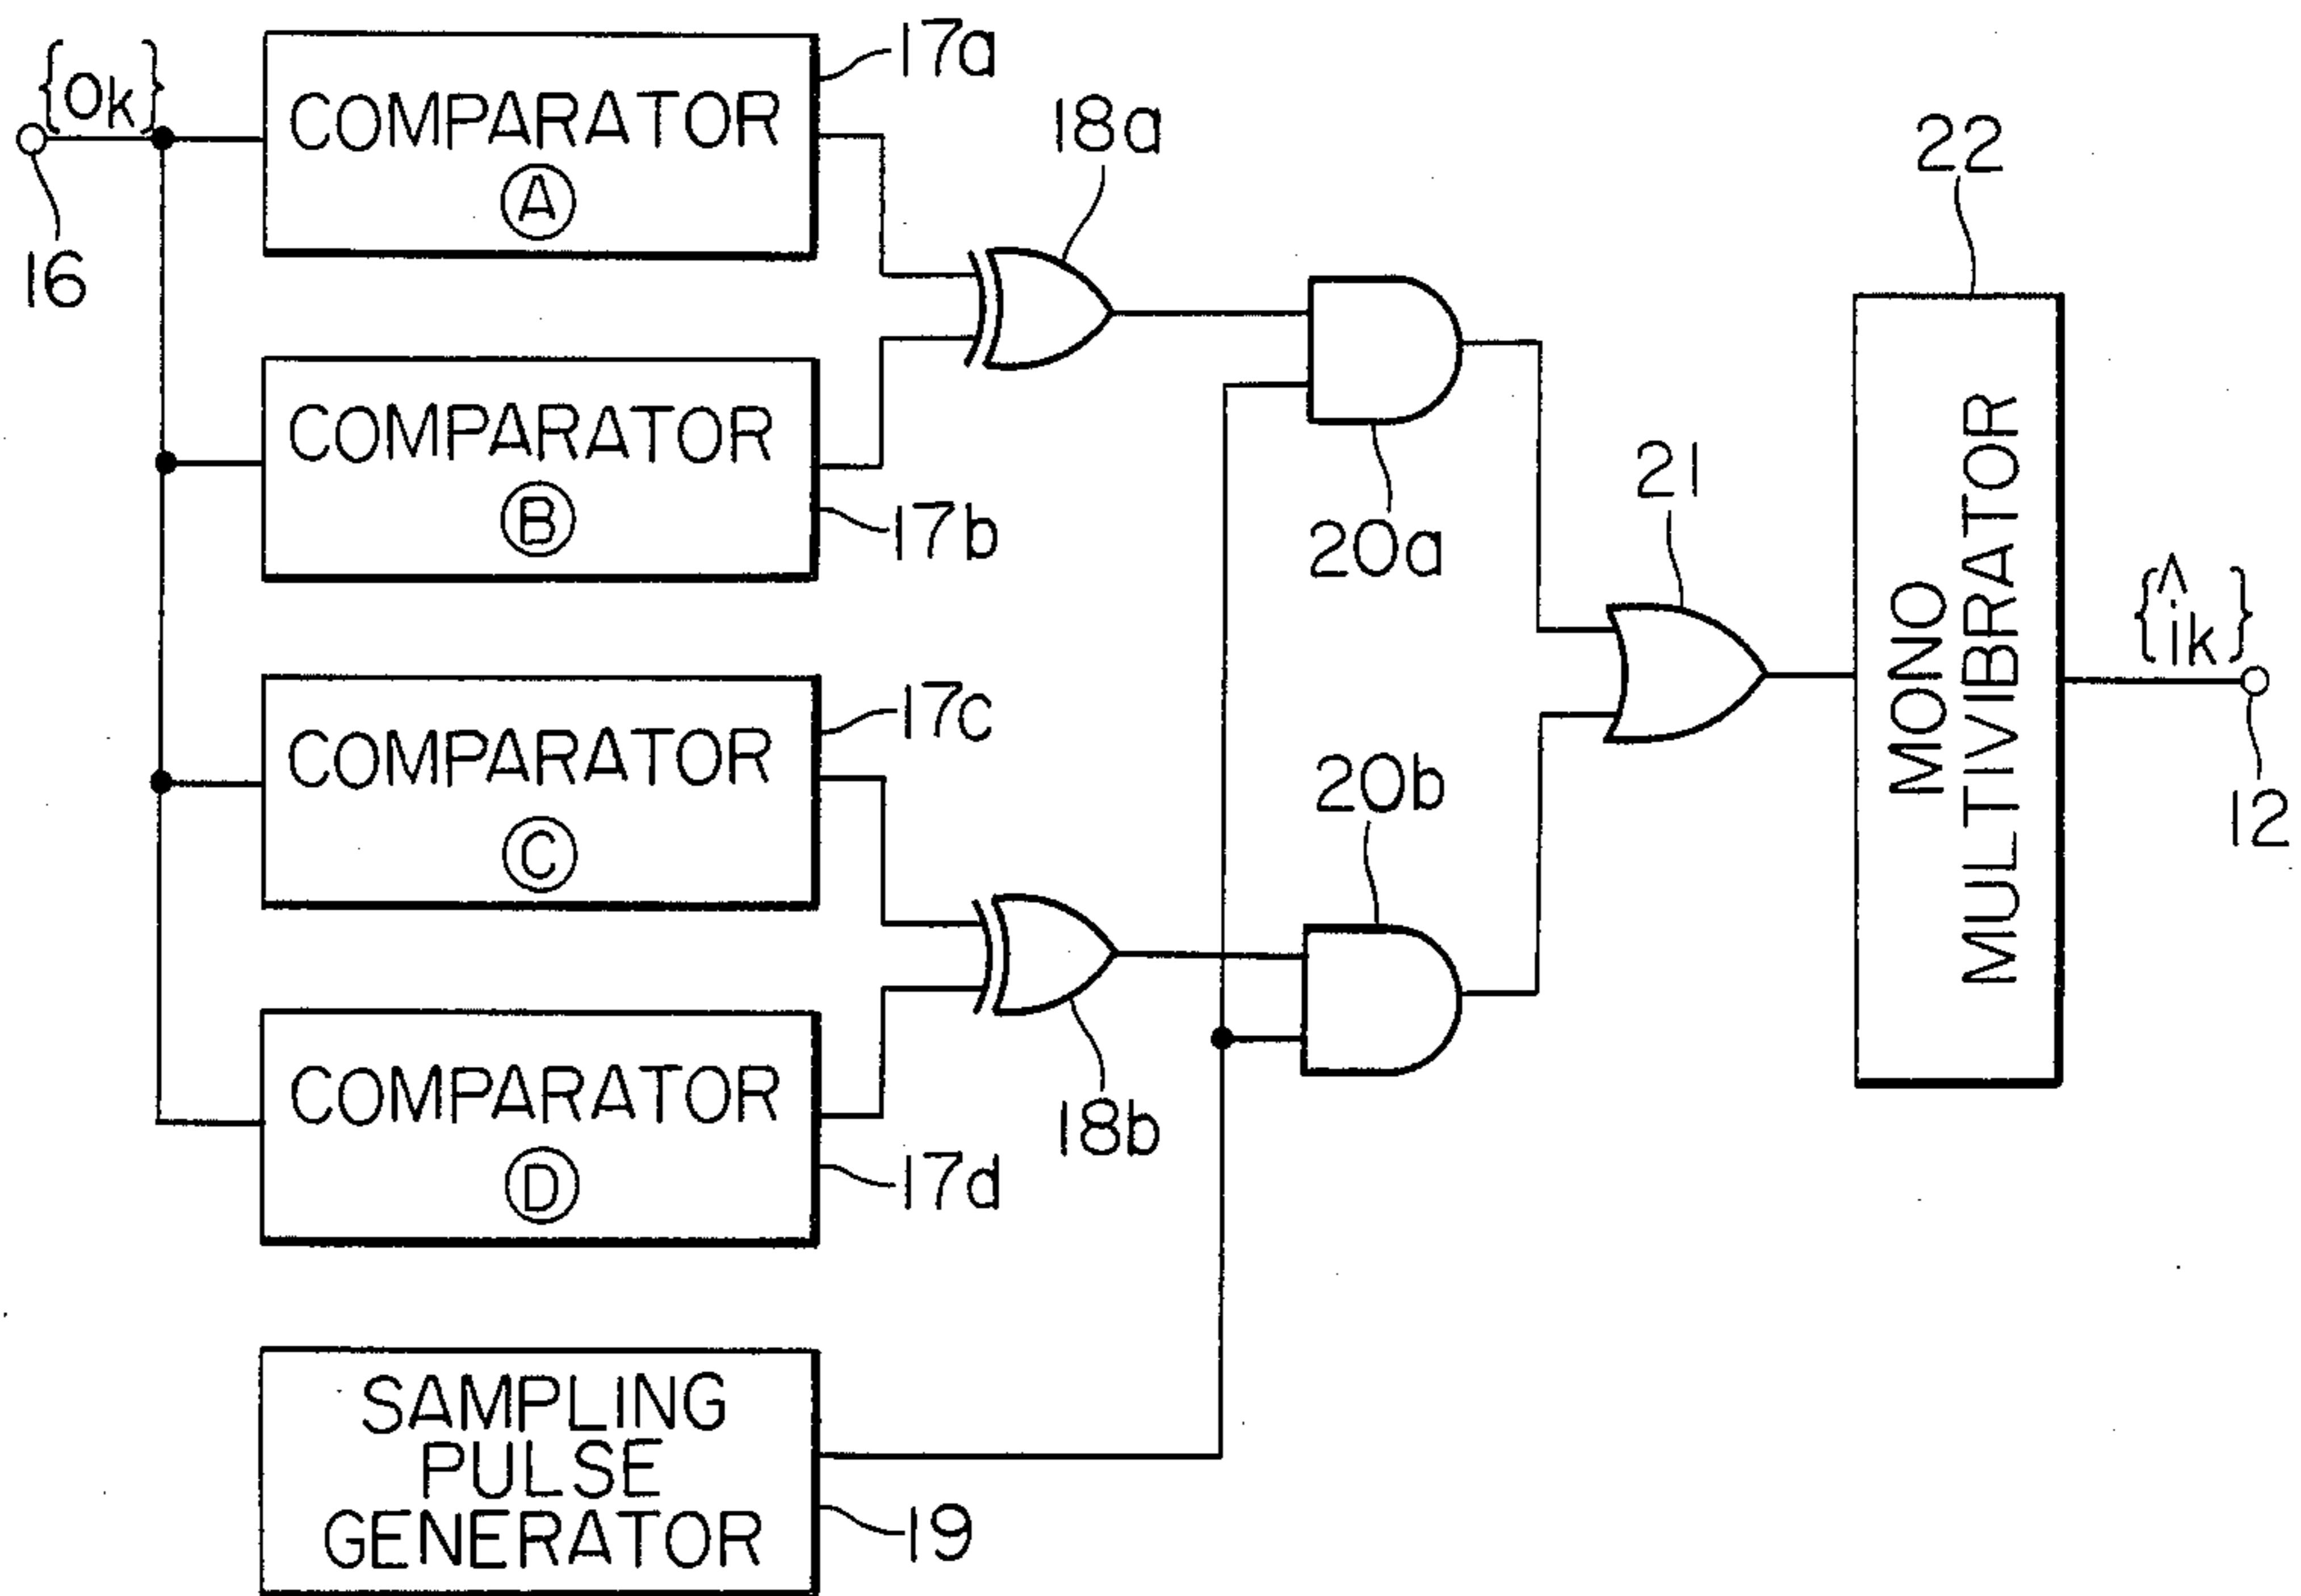 {Ok}
16
COMPARATOR
A
17a
18a
COMPARATOR
B
17b
20a
22
21
COMPARATOR
C
17c
20b
MONO
MULTIVIBRATOR
{îk}
12
COMPARATOR
D
17d
18b
SAMPLING
PULSE
GENERATOR
19